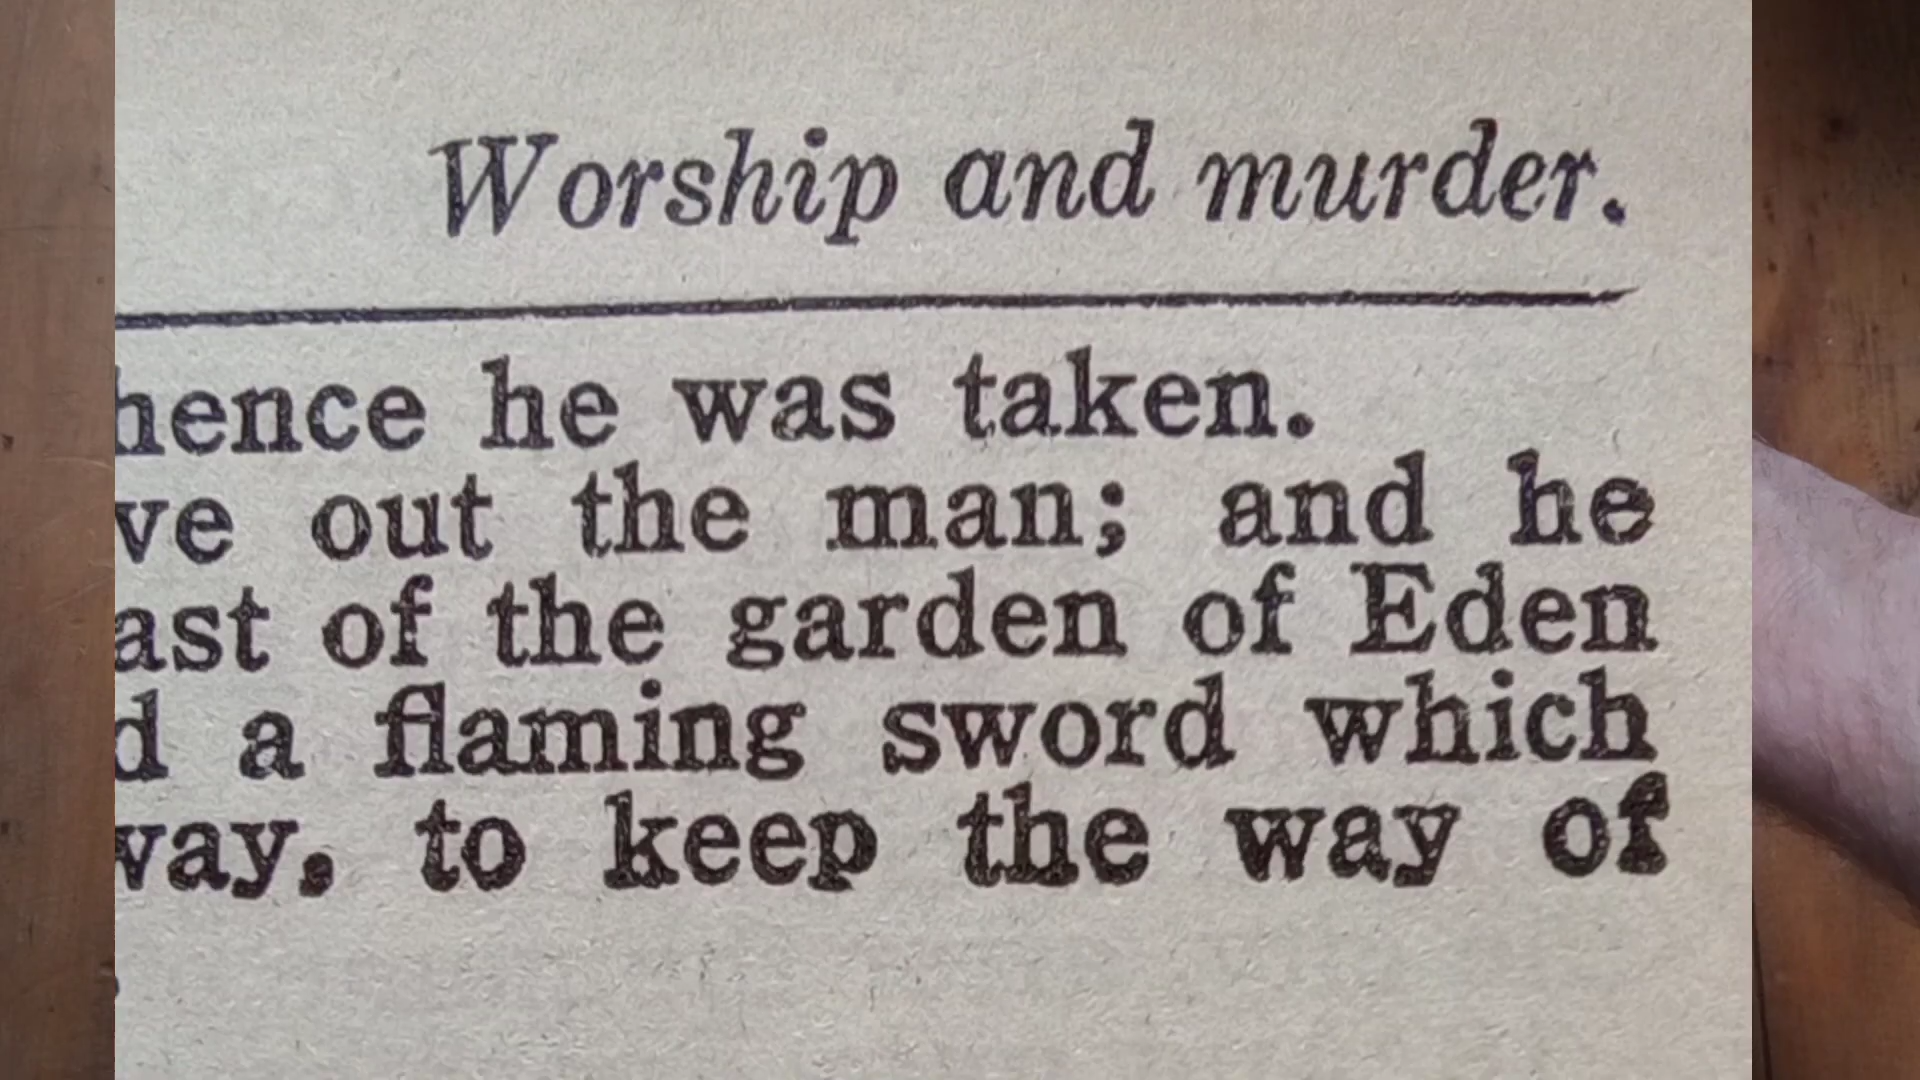 Worship and murder.
hence he was taken.
ve out the man; and he
ast of the garden of Eden
d a flaming sword which
way, to keep the way of